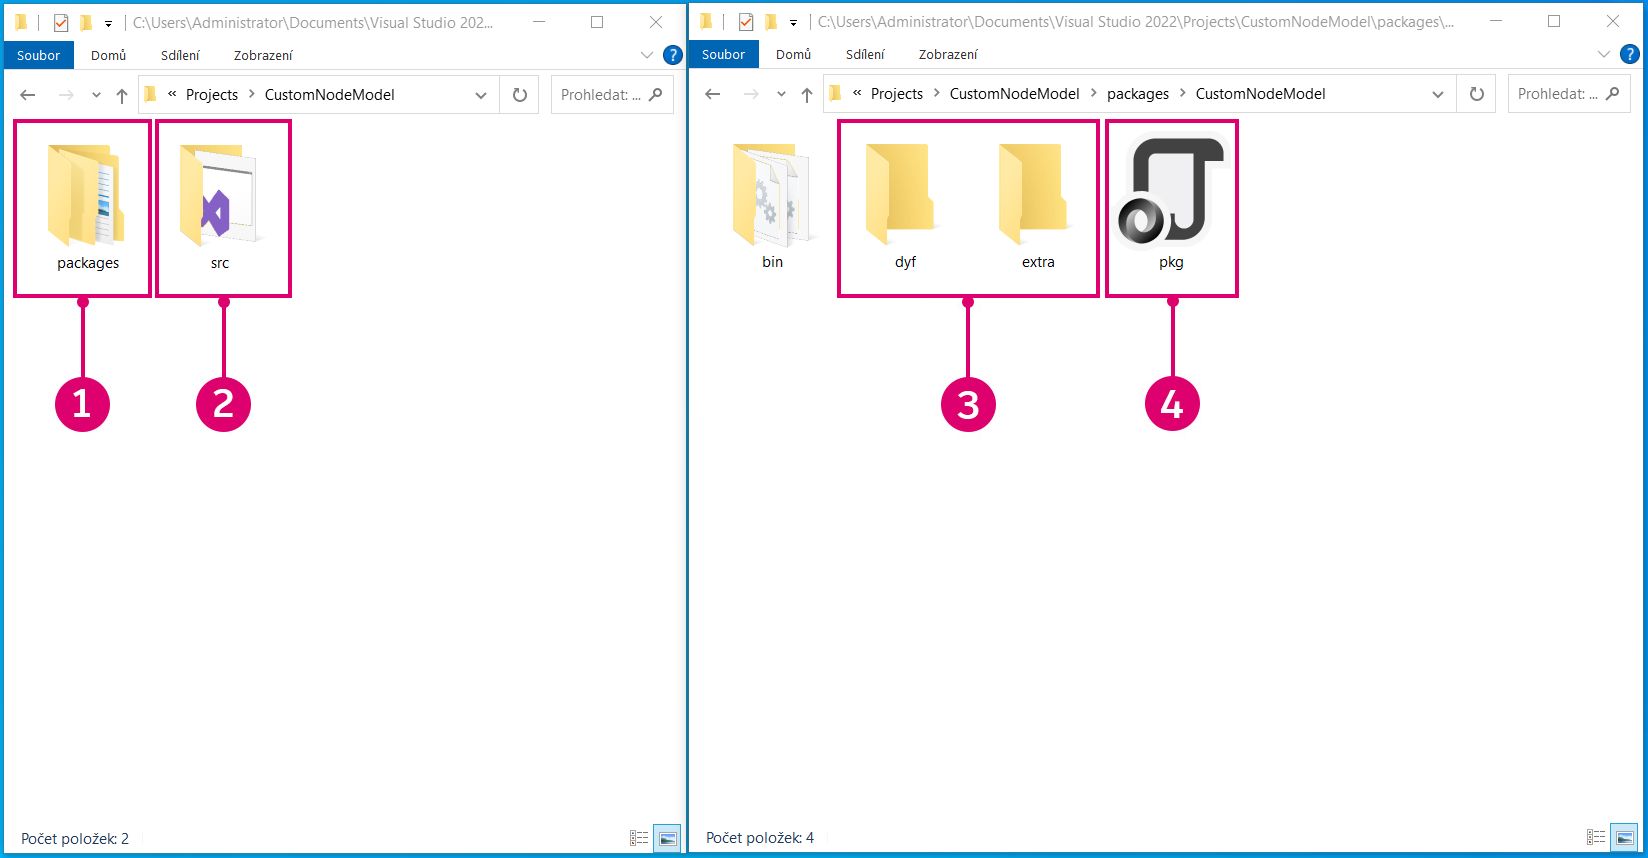 C:\Users\Administrator\Documents\Visual Studio 202...
Soubor Domů Sdílení Zobrazení ?
« Projects > CustomNodeModel
Prohledat: ...
packages
src
1
2
Počet položek: 2
C:\Users\Administrator\Documents\Visual Studio 2022\Projects\CustomNodeModel\packages\...
Soubor Domů Sdílení Zobrazení ?
« Projects > CustomNodeModel > packages > CustomNodeModel
Prohledat: ...
bin
dyf
extra
pkg
3
4
Počet položek: 4